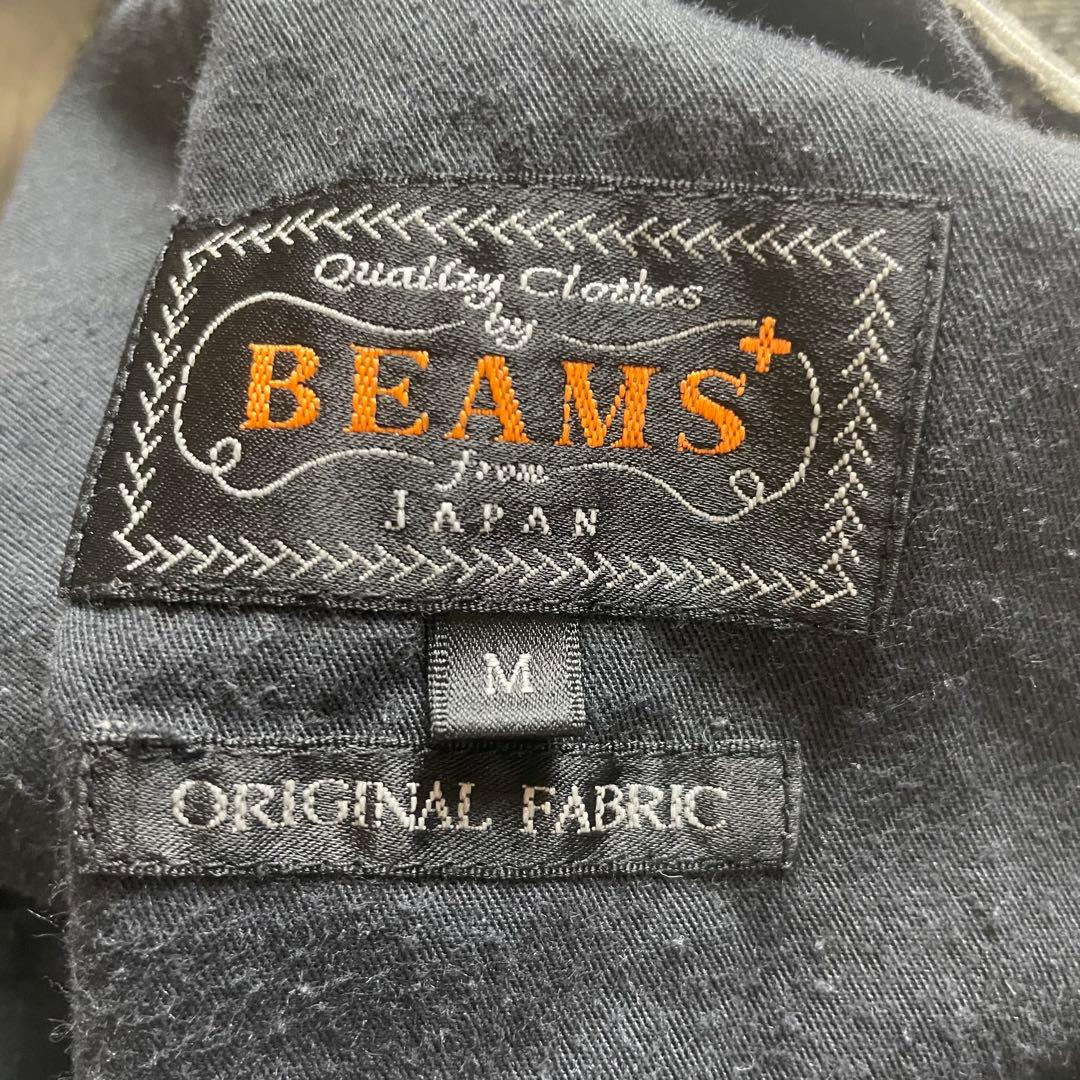 Quality Clothes
by
BEAMS+
from
JAPAN
M
ORIGINAL FABRIC